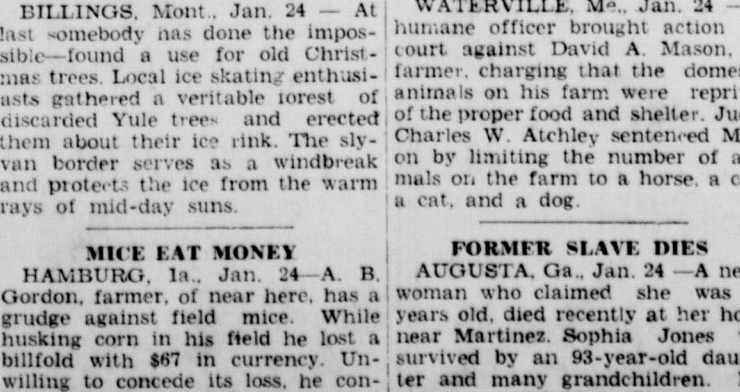 BILLINGS, Mont., Jan. 24 — At
last somebody has done the impos-
sible—found a use for old Christ-
mas trees. Local ice skating enthusi-
asts gathered a veritable forest of
discarded Yule trees and erected
them about their ice rink. The sly-
van border serves as a windbreak
and protects the ice from the warm
rays of mid-day suns.
MICE EAT MONEY
HAMBURG, Ia., Jan. 24—A. B.
Gordon, farmer, of near here, has a
grudge against field mice. While
husking corn in his field he lost a
billfold with $67 in currency. Un-
willing to concede its loss, he con-
WATERVILLE, Me., Jan. 24 —
humane officer brought action
court against David A. Mason,
farmer, charging that the dome
animals on his farm were repri
of the proper food and shelter. Ju
Charles W. Atchley sentenced M
on by limiting the number of a
mals on the farm to a horse, a c
a cat, and a dog.
FORMER SLAVE DIES
AUGUSTA, Ga., Jan. 24 —A ne
woman who claimed she was
years old, died recently at her ho
near Martinez. Sophia Jones
survived by an 93-year-old dau
ter and many grandchildren.